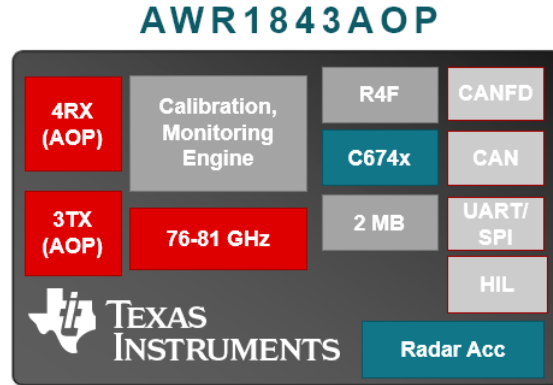 AWR1843AOP
4RX
(AOP)
Calibration,
Monitoring
Engine
R4F
CANFD
C674x
CAN
3TX
(AOP)
76-81 GHz
2 MB
UART/
SPI
HIL
TEXAS
INSTRUMENTS
Radar Acc